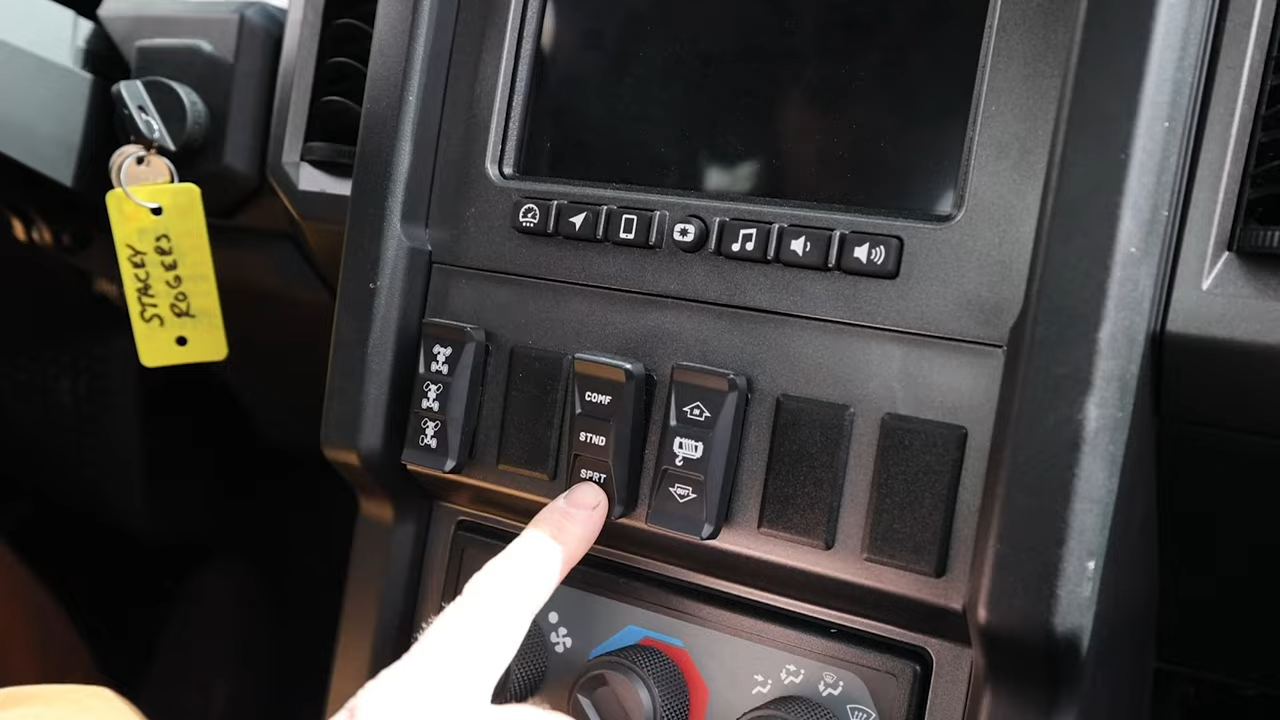 STACEY
ROGERS
COMF
STND
SPRT
IN
OUT